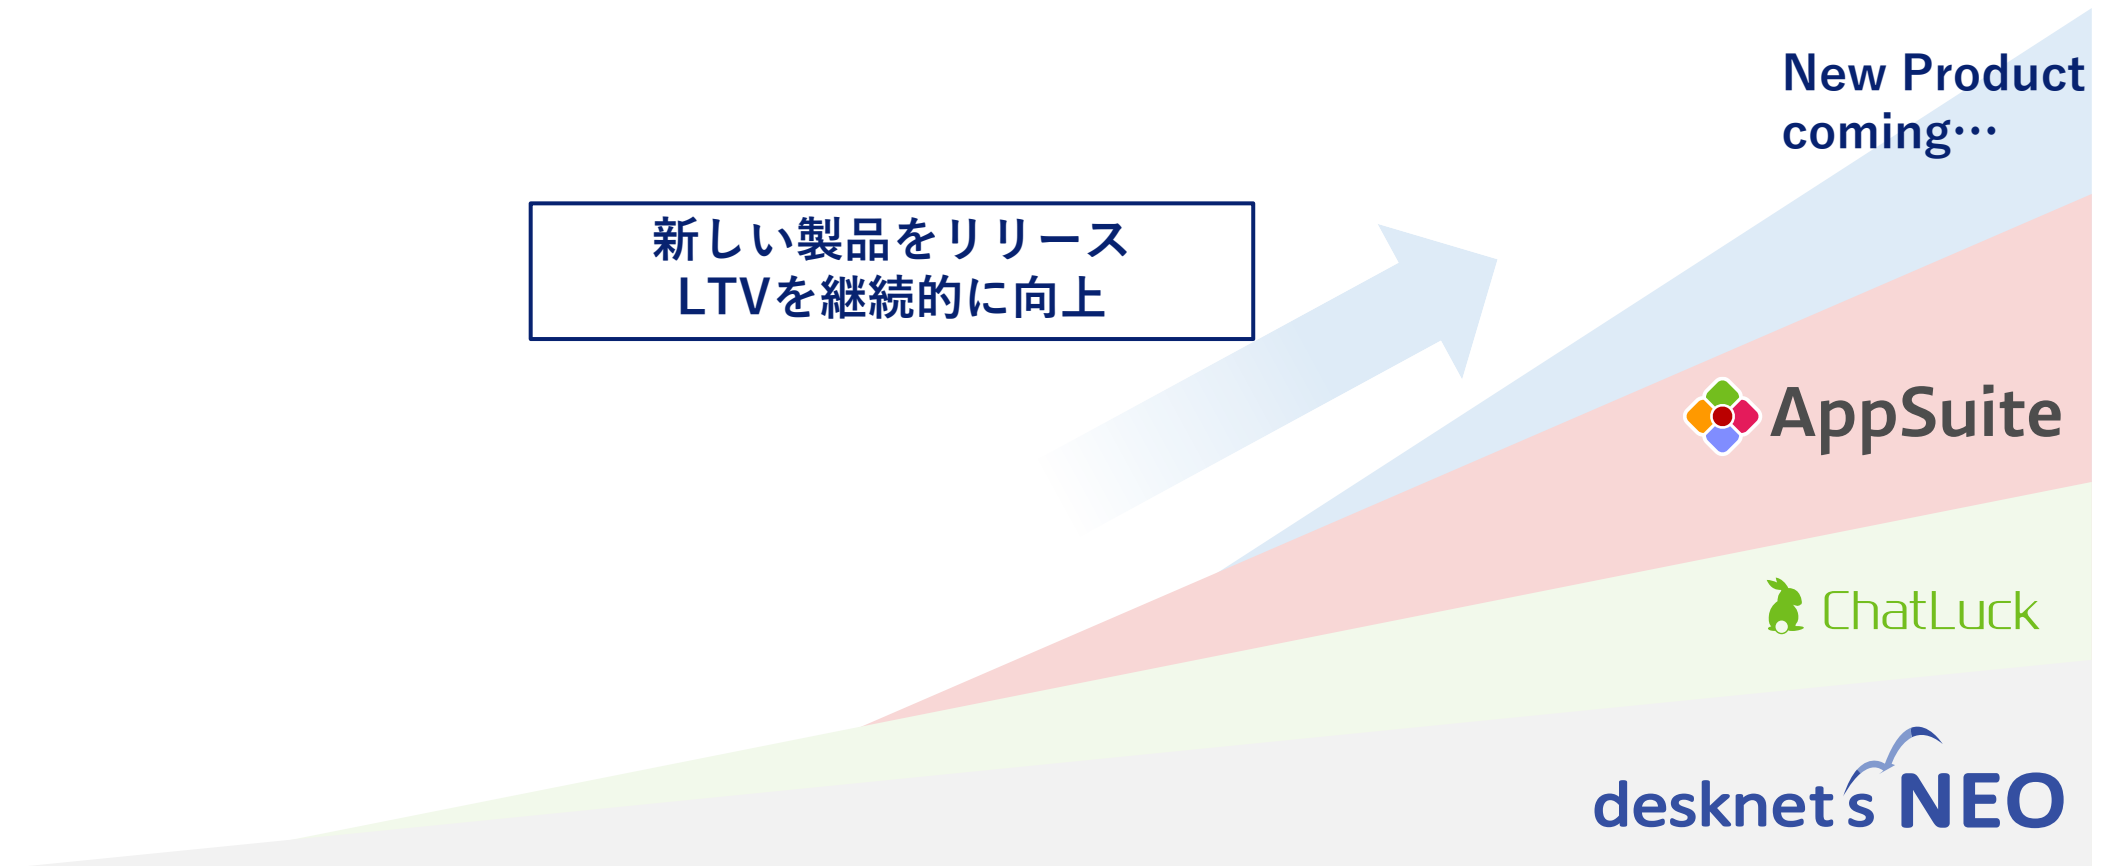 New Product
coming…
新しい製品をリリース
LTVを継続的に向上
AppSuite
ChatLuck
desknet's NEO